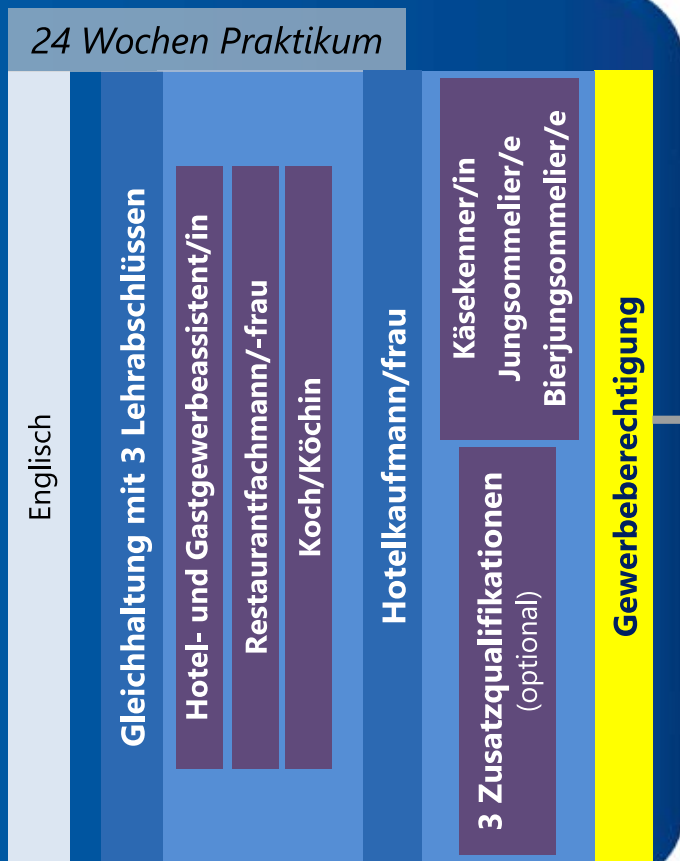 24 Wochen Praktikum
Englisch
Gleichhaltung mit 3 Lehrabschlüssen
Hotel- und Gastgewerbeassistent/in
Restaurantfachmann/-frau
Koch/Köchin
Hotelkaufmann/frau
Käsekenner/in
Jungsommelier/e
Bierjungsommelier/e
3 Zusatzqualifikationen
(optional)
Gewerbeberechtigung